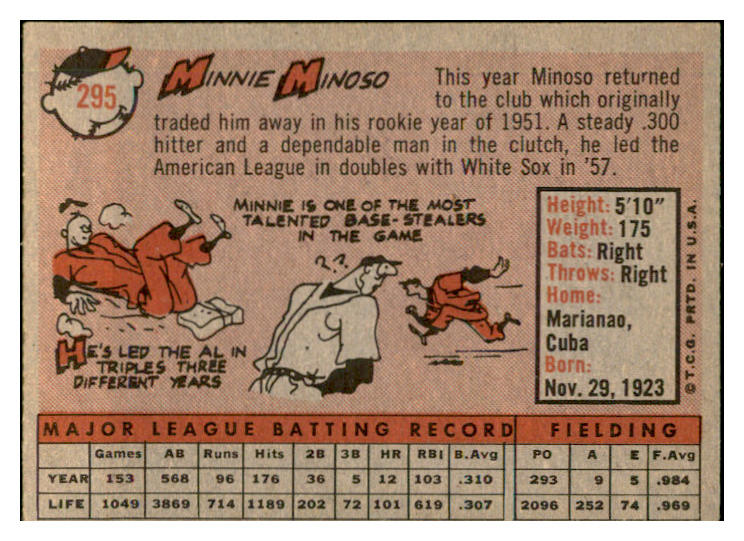 295
MINNIE MINOSO
This year Minoso returned
to the club which originally
traded him away in his rookie year of 1951. A steady .300
hitter and a dependable man in the clutch, he led the
American League in doubles with White Sox in '57.
MINNIE IS ONE OF THE MOST
TALENTED BASE-STEALERS
IN THE GAME
??
HE'S LED THE AL IN
TRIPLES THREE
DIFFERENT YEARS
Height: 5'10"
Weight: 175
Bats: Right
Throws: Right
Home:
Marianao,
Cuba
Born:
Nov. 29, 1923
© T.C.G. PRTD. IN U.S.A.
MAJOR LEAGUE BATTING RECORD FIELDING
Games AB Runs Hits 2B 3B HR RBI B.Avg PO A E F.Avg
YEAR 153 568 96 176 36 5 12 103 .310 293 9 5 .984
LIFE 1049 3869 714 1189 202 72 101 619 .307 2096 252 74 .969